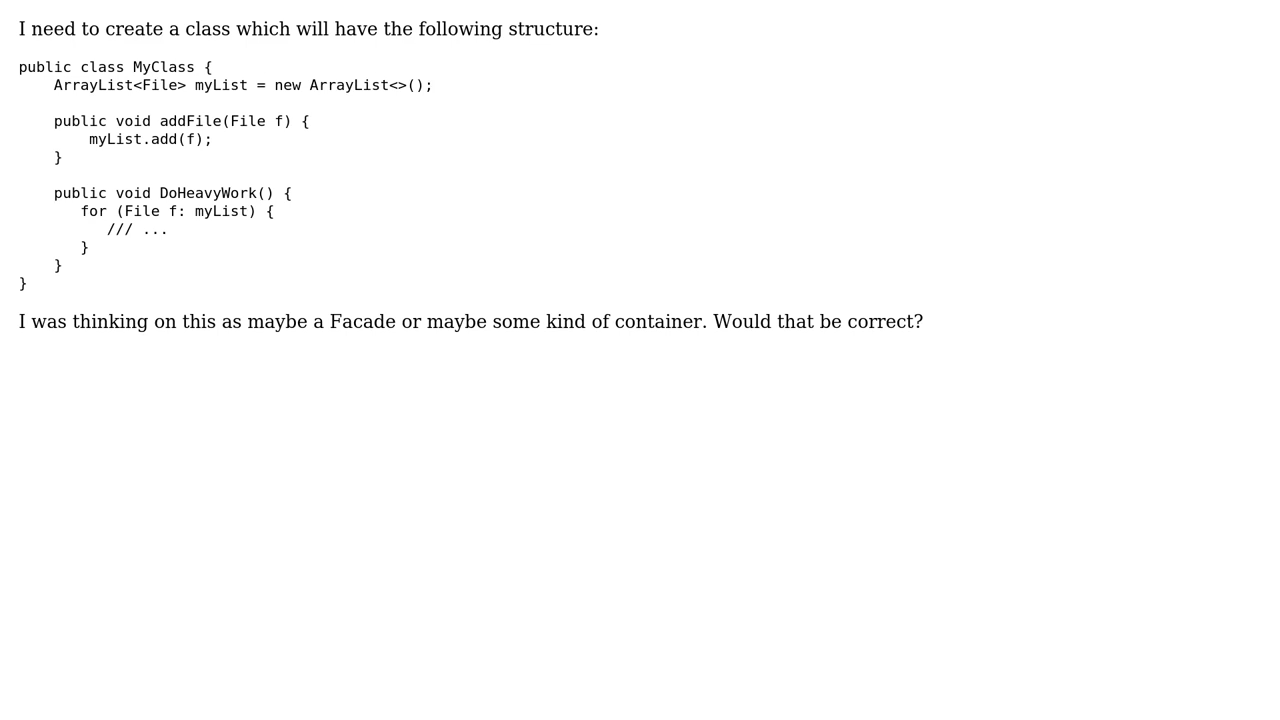 I need to create a class which will have the following structure:
public class MyClass {
    ArrayList<File> myList = new ArrayList<>();
    public void addFile(File f) {
        myList.add(f);
    }
    public void DoHeavyWork() {
       for (File f: myList) {
          /// ...
       }
    }
}
I was thinking on this as maybe a Facade or maybe some kind of container. Would that be correct?